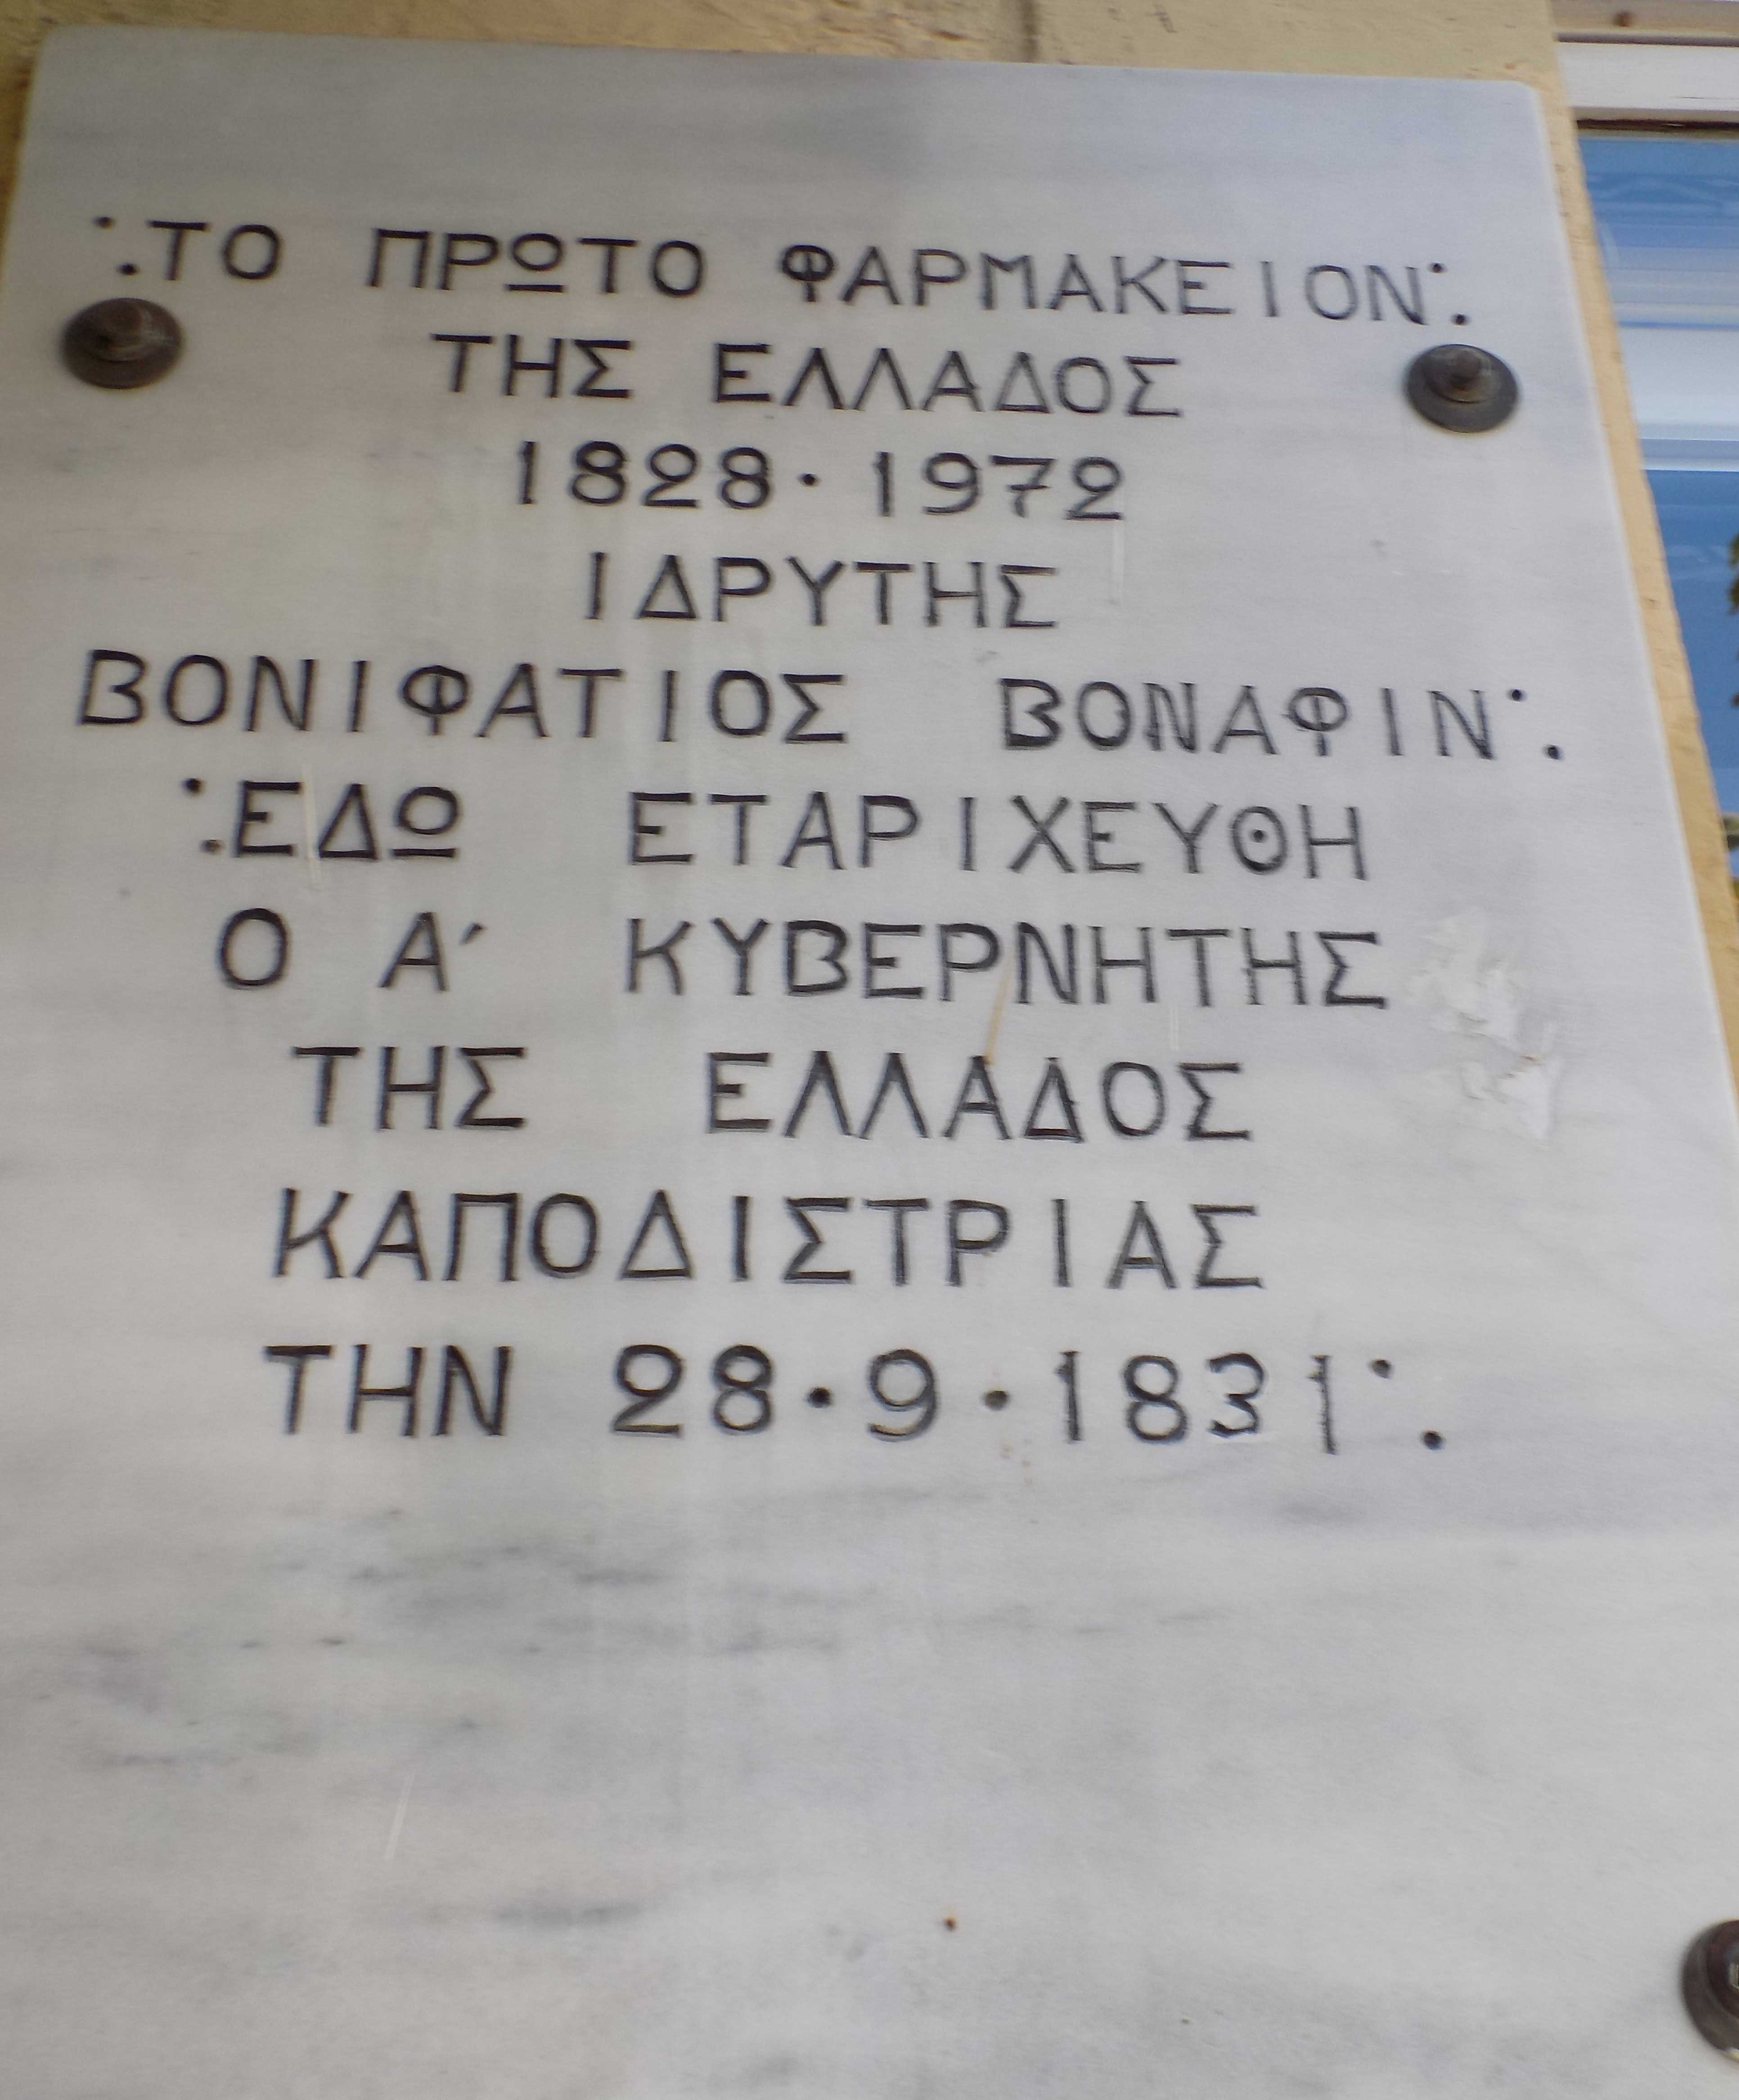 ⁚ΤΟ ΠΡΩΤΟ ΦΑΡΜΑΚΕΙΟΝ⁚
ΤΗΣ ΕΛΛΑΔΟΣ
1828·1972
ΙΔΡΥΤΗΣ
ΒΟΝΙΦΑΤΙΟΣ ΒΟΝΑΦΙΝ⁚
⁚ΕΔΩ ΕΤΑΡΙΧΕΥΘΗ
Ο Α΄ ΚΥΒΕΡΝΗΤΗΣ
ΤΗΣ ΕΛΛΑΔΟΣ
ΚΑΠΟΔΙΣΤΡΙΑΣ
ΤΗΝ 28·9·1831⁚